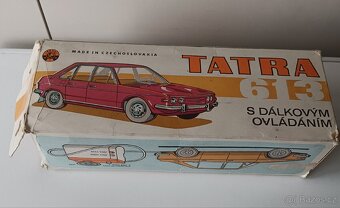 MADE IN CZECHOSLOVAKIA
TATRA
613
S DÁLKOVÝM
OVLÁDÁNÍM